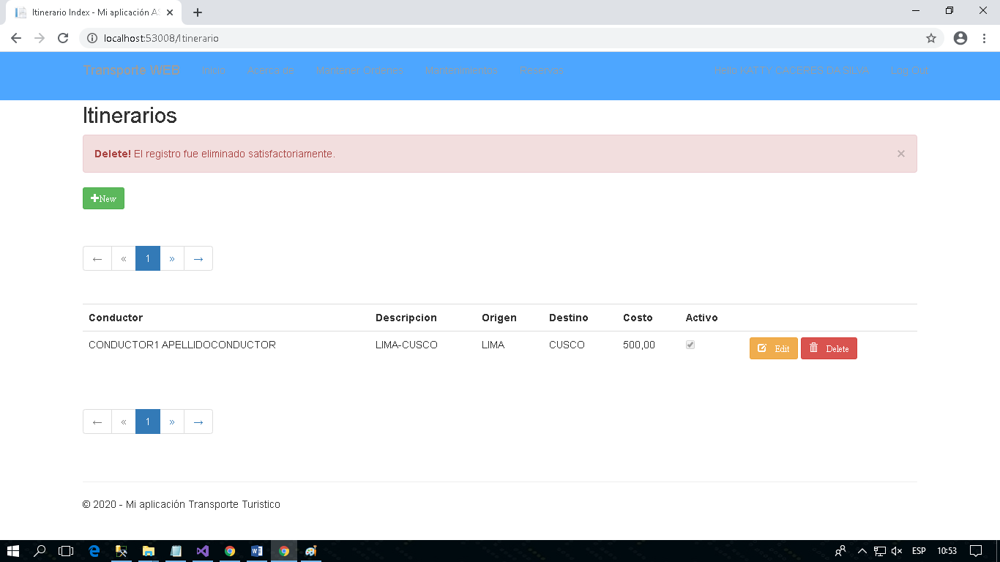 Itinerario Index - Mi aplicación AS
localhost:53008/Itinerario
Transporte WEB Inicio Acerca de Mantener Ordenes Mantenimientos Reservas Log Out
Itinerarios
Delete! El registro fue eliminado satisfactoriamente. ×
New
← « 1 » →
Conductor Descripcion Origen Destino Costo Activo
CONDUCTOR1 APELLIDOCONDUCTOR LIMA-CUSCO LIMA CUSCO 500,00 Edit Delete
← « 1 » →
© 2020 - Mi aplicación Transporte Turistico
ESP 10:53